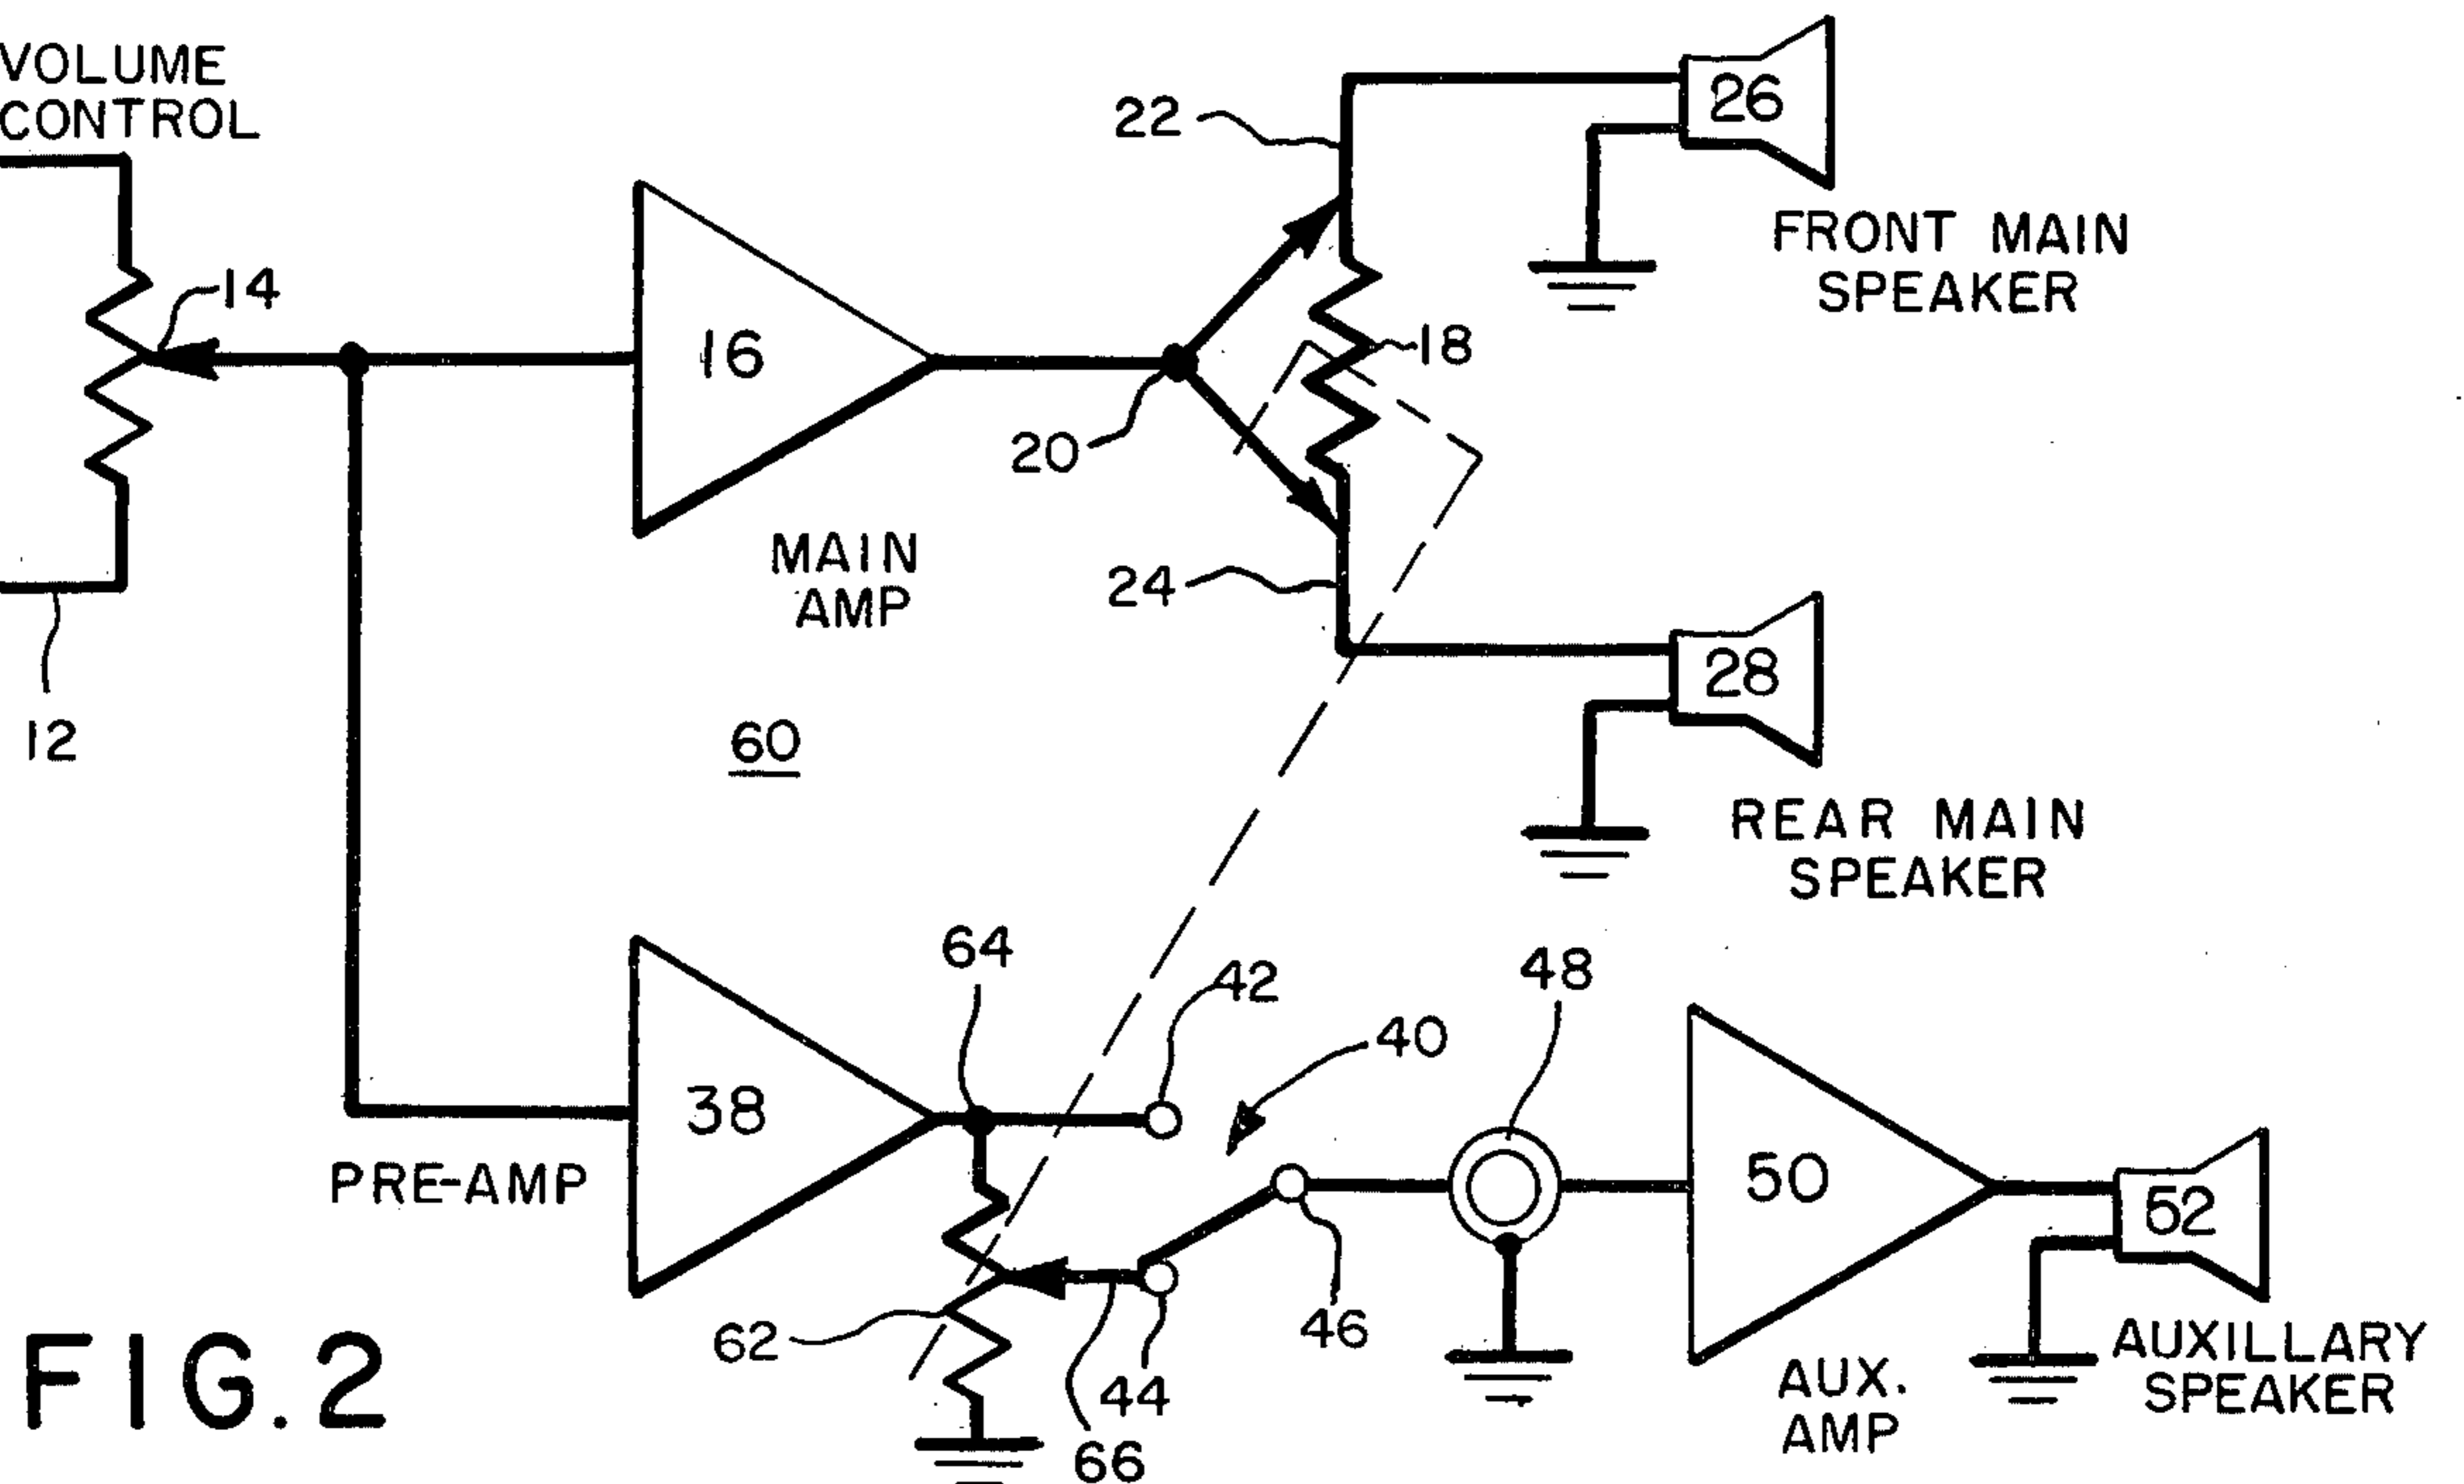 VOLUME
CONTROL
14
12
16
MAIN
AMP
20
22
18
24
26
FRONT MAIN
SPEAKER
28
REAR MAIN
SPEAKER
60
38
PRE-AMP
64
42
40
48
62
66
44
46
50
AUX.
AMP
52
AUXILLARY
SPEAKER
FIG.2